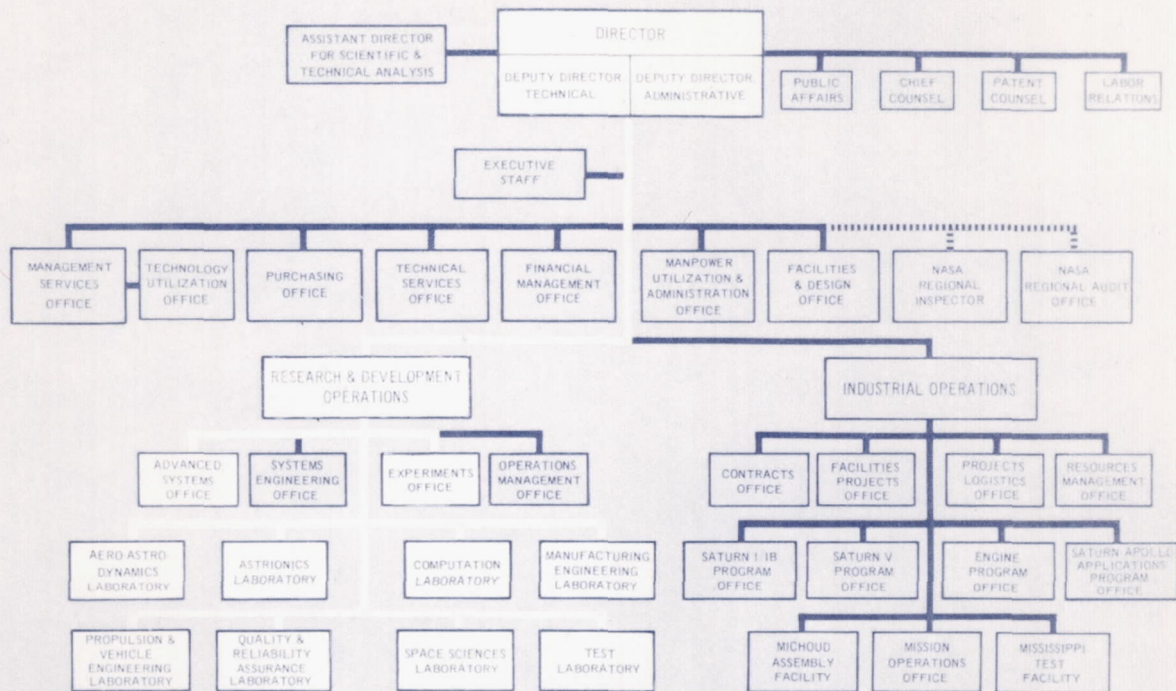 ASSISTANT DIRECTOR
FOR SCIENTIFIC &
TECHNICAL ANALYSIS
DIRECTOR
DEPUTY DIRECTOR
TECHNICAL
DEPUTY DIRECTOR
ADMINISTRATIVE
PUBLIC
AFFAIRS
CHIEF
COUNSEL
PATENT
COUNSEL
LABOR
RELATIONS
EXECUTIVE
STAFF
MANAGEMENT
SERVICES
OFFICE
TECHNOLOGY
UTILIZATION
OFFICE
PURCHASING
OFFICE
TECHNICAL
SERVICES
OFFICE
FINANCIAL
MANAGEMENT
OFFICE
MANPOWER
UTILIZATION &
ADMINISTRATION
OFFICE
FACILITIES
& DESIGN
OFFICE
NASA
REGIONAL
INSPECTOR
NASA
REGIONAL AUDIT
OFFICE
RESEARCH & DEVELOPMENT
OPERATIONS
INDUSTRIAL OPERATIONS
ADVANCED
SYSTEMS
OFFICE
SYSTEMS
ENGINEERING
OFFICE
EXPERIMENTS
OFFICE
OPERATIONS
MANAGEMENT
OFFICE
CONTRACTS
OFFICE
FACILITIES
PROJECTS
OFFICE
PROJECTS
LOGISTICS
OFFICE
RESOURCES
MANAGEMENT
OFFICE
AERO ASTRO-
DYNAMICS
LABORATORY
ASTRIONICS
LABORATORY
COMPUTATION
LABORATORY
MANUFACTURING
ENGINEERING
LABORATORY
SATURN I/IB
PROGRAM
OFFICE
SATURN V
PROGRAM
OFFICE
ENGINE
PROGRAM
OFFICE
SATURN-APOLLO
APPLICATIONS
PROGRAM
OFFICE
PROPULSION &
VEHICLE
ENGINEERING
LABORATORY
QUALITY &
RELIABILITY
ASSURANCE
LABORATORY
SPACE SCIENCES
LABORATORY
TEST
LABORATORY
MICHOUD
ASSEMBLY
FACILITY
MISSION
OPERATIONS
OFFICE
MISSISSIPPI
TEST
FACILITY